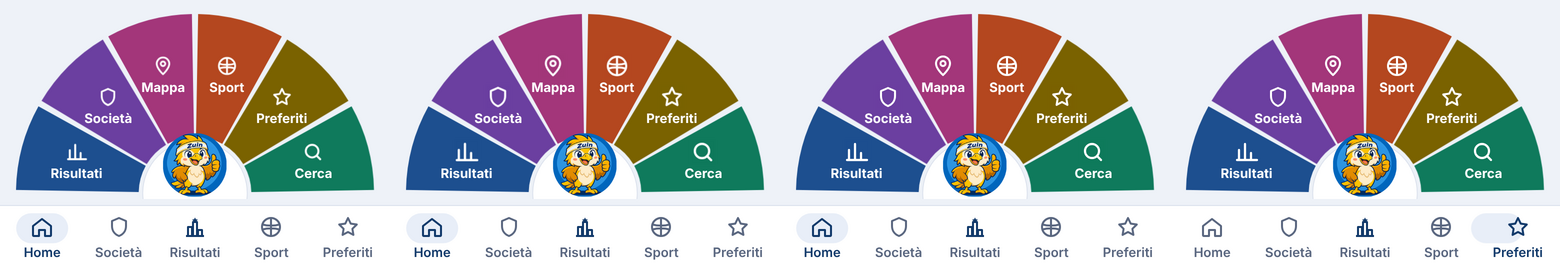 Mappa Sport
Società Preferiti
Zuin
Risultati Cerca
Home Società Risultati Sport Preferiti
Mappa Sport
Società Preferiti
Zuin
Risultati Cerca
Home Società Risultati Sport Preferiti
Mappa Sport
Società Preferiti
Zuin
Risultati Cerca
Home Società Risultati Sport Preferiti
Mappa Sport
Società Preferiti
Zuin
Risultati Cerca
Home Società Risultati Sport Preferiti